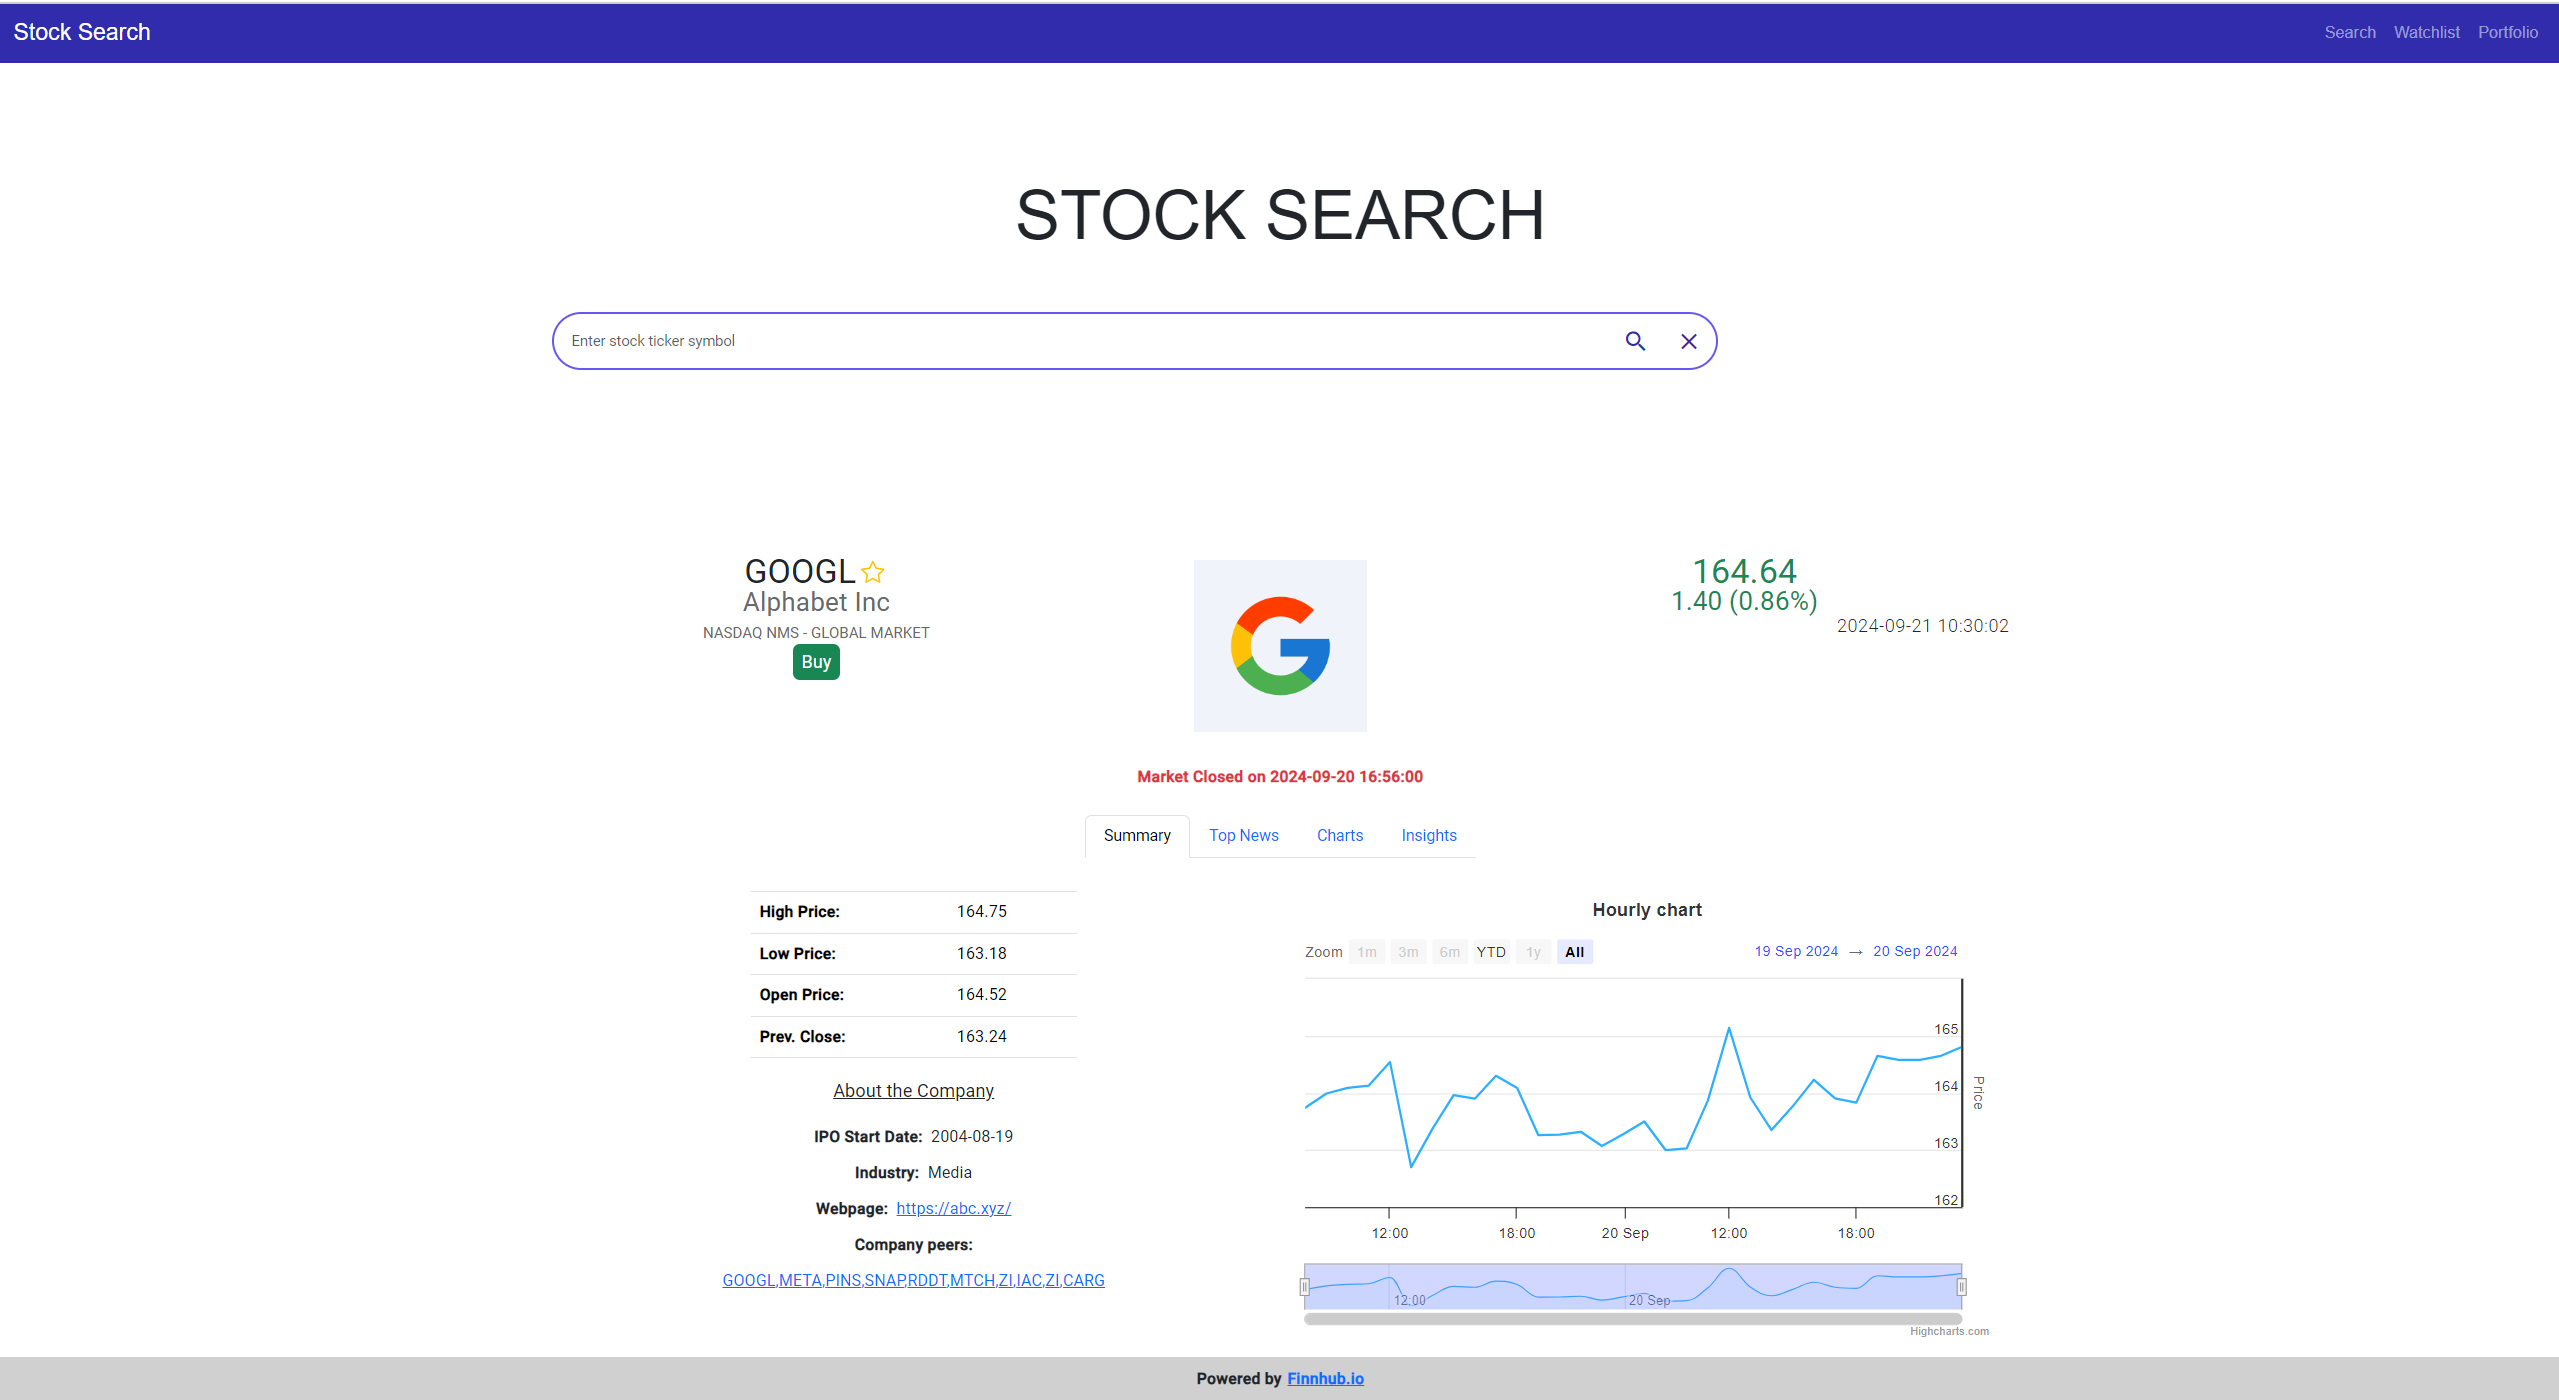 Stock Search
Search Watchlist Portfolio
STOCK SEARCH
Enter stock ticker symbol
GOOGL
Alphabet Inc
NASDAQ NMS - GLOBAL MARKET
Buy
164.64
1.40 (0.86%)
2024-09-21 10:30:02
Market Closed on 2024-09-20 16:56:00
Summary Top News Charts Insights
High Price: 164.75
Low Price: 163.18
Open Price: 164.52
Prev. Close: 163.24
About the Company
IPO Start Date: 2004-08-19
Industry: Media
Webpage: https://abc.xyz/
Company peers:
GOOGL,META,PINS,SNAP,RDDT,MTCH,ZI,IAC,ZI,CARG
Hourly chart
Zoom 1m 3m 6m YTD 1y All
19 Sep 2024 → 20 Sep 2024
165
164
163
162
Price
12:00 18:00 20 Sep 12:00 18:00
12:00 20 Sep
Highcharts.com
Powered by Finnhub.io